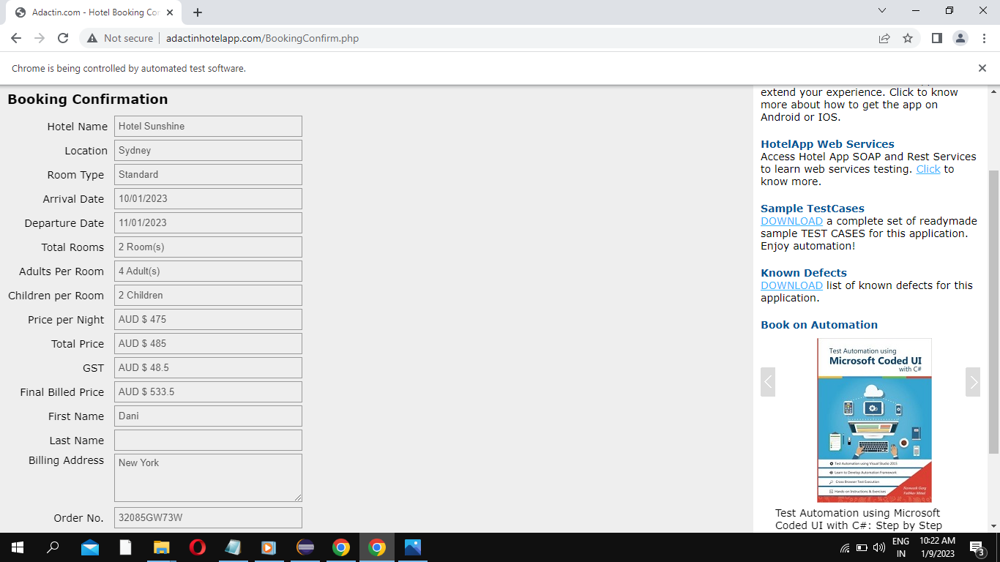 Adactin.com - Hotel Booking Con
Not secure
adactinhotelapp.com/BookingConfirm.php
Chrome is being controlled by automated test software.
Booking Confirmation
Hotel Name Hotel Sunshine
Location Sydney
Room Type Standard
Arrival Date 10/01/2023
Departure Date 11/01/2023
Total Rooms 2 Room(s)
Adults Per Room 4 Adult(s)
Children per Room 2 Children
Price per Night AUD $ 475
Total Price AUD $ 485
GST AUD $ 48.5
Final Billed Price AUD $ 533.5
First Name Dani
Last Name
Billing Address New York
Order No. 32085GW73W
extend your experience. Click to know
more about how to get the app on
Android or IOS.
HotelApp Web Services
Access Hotel App SOAP and Rest Services
to learn web services testing. Click to
know more.
Sample TestCases
DOWNLOAD a complete set of readymade
sample TEST CASES for this application.
Enjoy automation!
Known Defects
DOWNLOAD list of known defects for this
application.
Book on Automation
Test Automation using
Microsoft Coded UI
with C#
Test Automation using Visual Studio 2015
Learn to Develop Automation Framework
Cross Browser Test Execution
Hands-on Instructions & Exercises
Navneesh Garg
Vaibhav Mittal
Test Automation using Microsoft
Coded UI with C#: Step by Step
ENG
IN
10:22 AM
1/9/2023
3